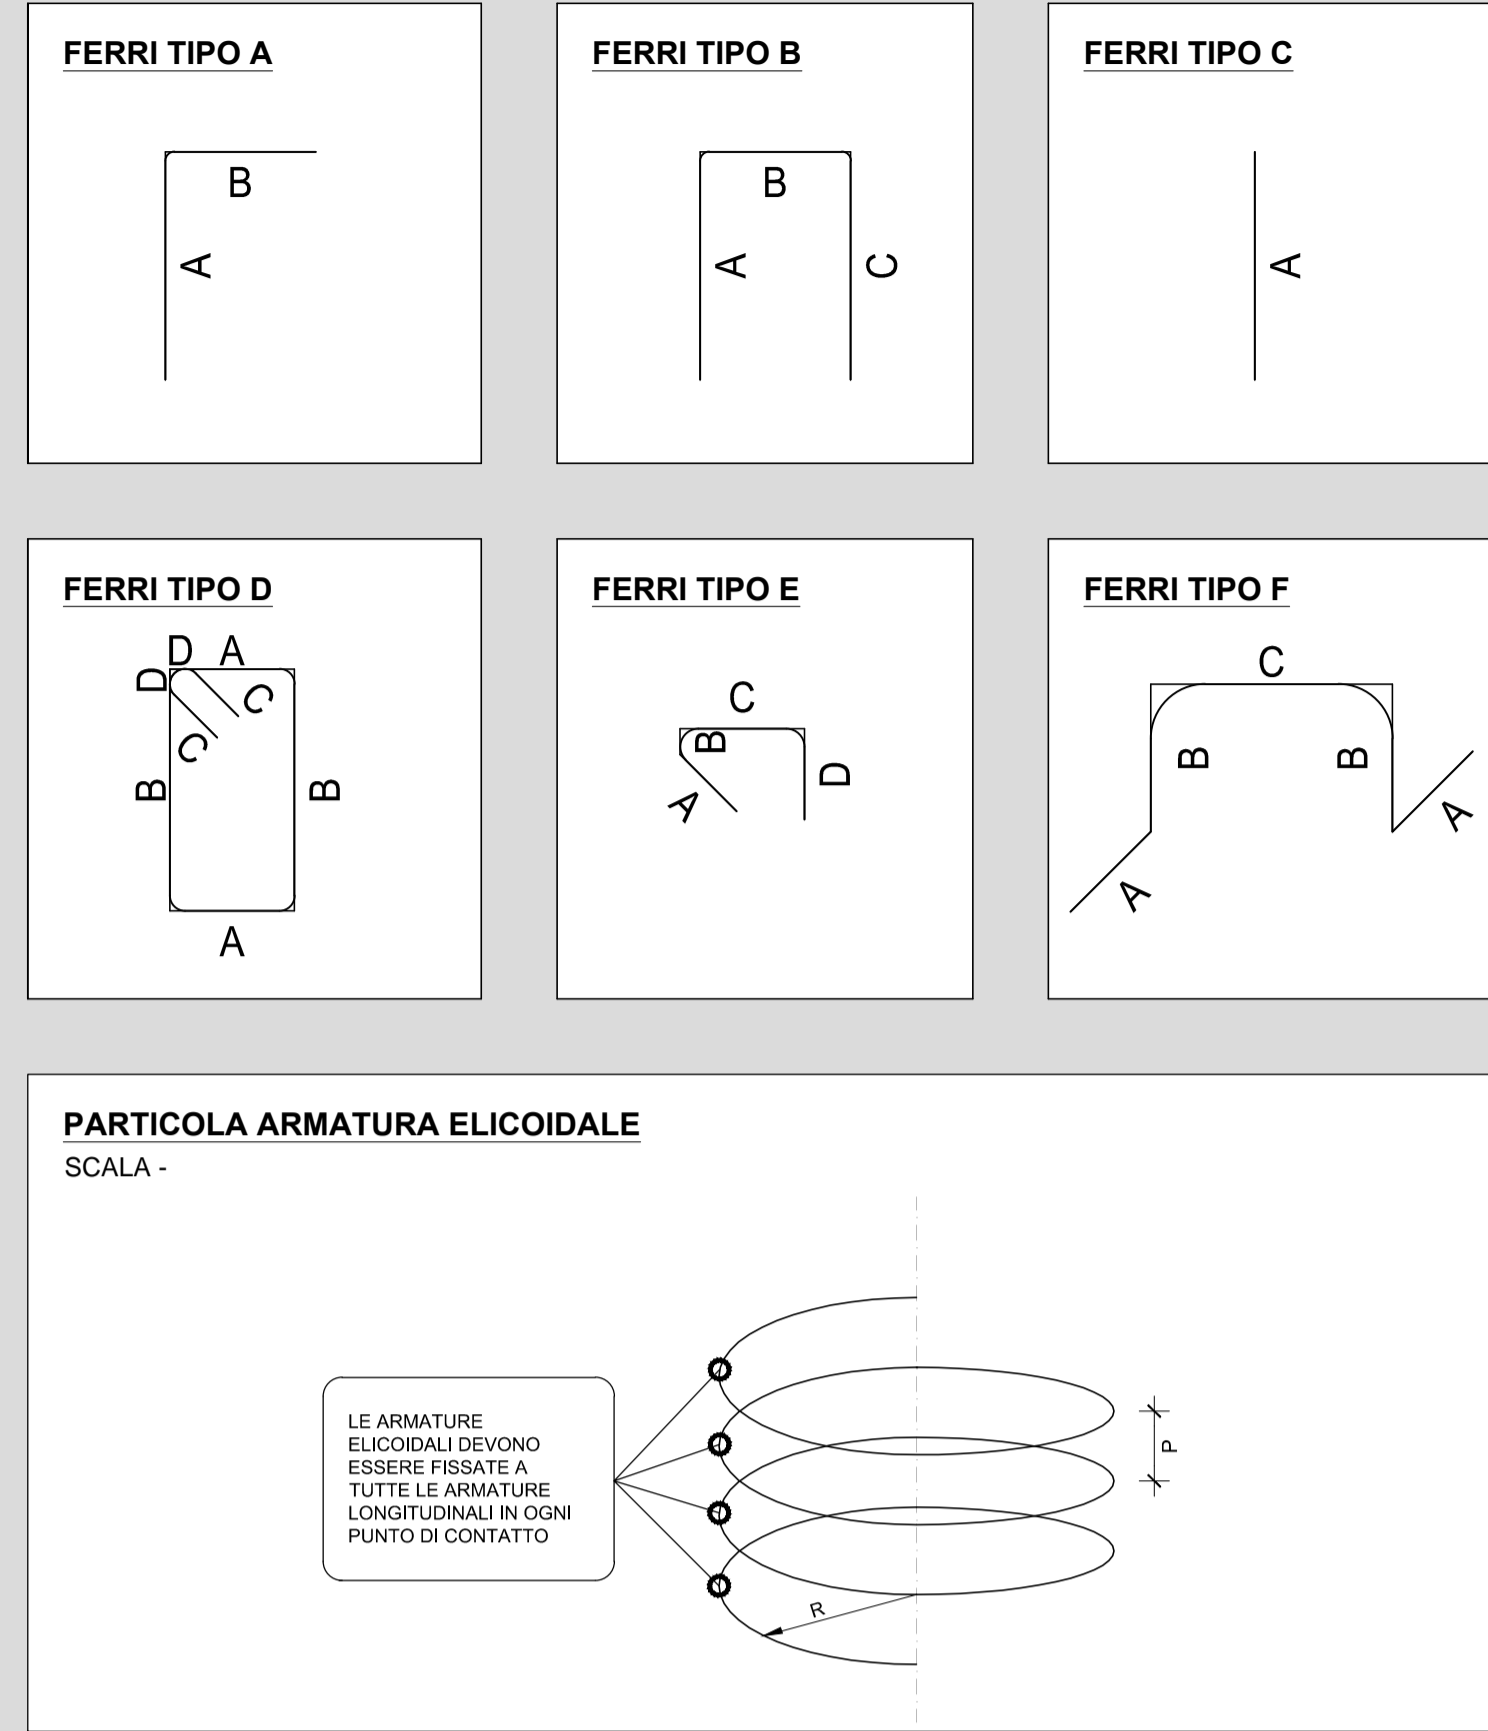 FERRI TIPO A
B
A
FERRI TIPO B
B
A
C
FERRI TIPO C
A
FERRI TIPO D
D A
D
C
C
B
B
A
FERRI TIPO E
C
B
D
A
FERRI TIPO F
C
B
B
A
A
PARTICOLA ARMATURA ELICOIDALE
SCALA -
LE ARMATURE
ELICOIDALI DEVONO
ESSERE FISSATE A
TUTTE LE ARMATURE
LONGITUDINALI IN OGNI
PUNTO DI CONTATTO
P
R